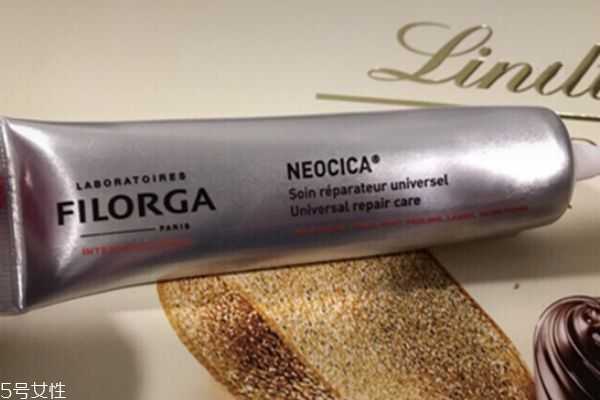 Lindt
LABORATOIRES
FILORGA
PARIS
NEOCICA®
Soin réparateur universel
Universal repair care
5号女性